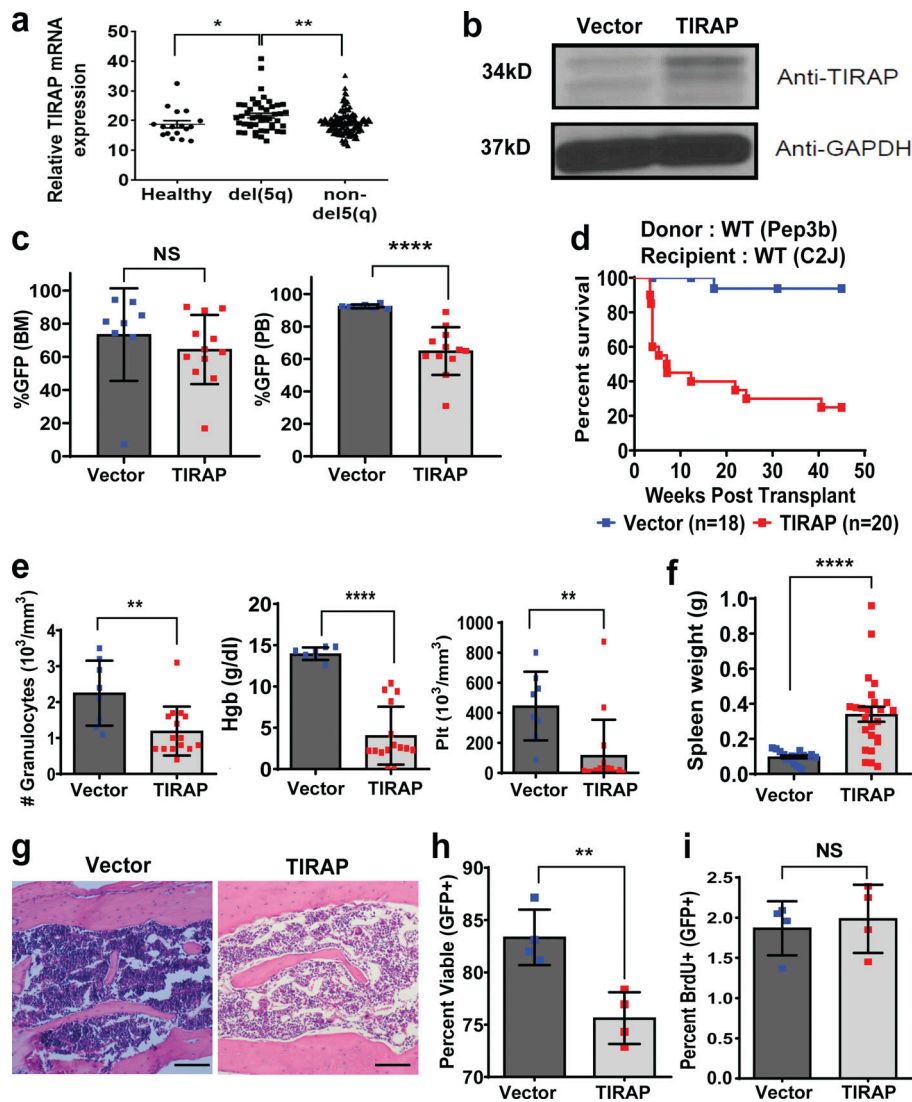 a
Relative TIRAP mRNA
expression
50
40
30
20
10
0
* **
Healthy del(5q) non-
del5(q)
b
Vector TIRAP
34kD Anti-TIRAP
37kD Anti-GAPDH
c
NS
%GFP (BM)
100
80
60
40
20
0
Vector TIRAP
****
%GFP (PB)
100
80
60
40
20
0
Vector TIRAP
d
Donor : WT (Pep3b)
Recipient : WT (C2J)
Percent survival
100
80
60
40
20
0 10 20 30 40 50
Weeks Post Transplant
Vector (n=18) TIRAP (n=20)
e
**
# Granulocytes (10³/mm³)
4
3
2
1
0
Vector TIRAP
****
Hgb (g/dl)
20
15
10
5
0
Vector TIRAP
**
Plt (10³/mm³)
1000
800
600
400
200
0
Vector TIRAP
f
****
Spleen weight (g)
1.0
0.8
0.6
0.4
0.2
0.0
Vector TIRAP
g
Vector TIRAP
h
**
Percent Viable (GFP+)
90
85
80
75
70
Vector TIRAP
i
NS
Percent BrdU+ (GFP+)
2.5
2.0
1.5
1.0
0.5
0.0
Vector TIRAP